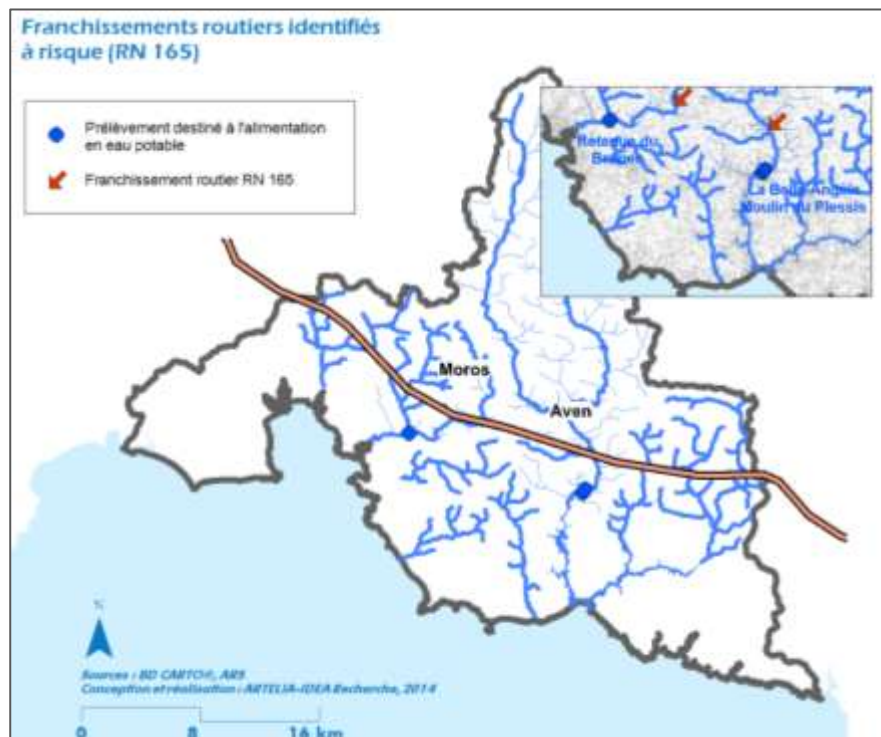 Franchissements routiers identifiés
à risque (RN 165)
Prélèvement destiné à l'alimentation
en eau potable
Franchissement routier RN 165
Retenue du
La Belle Angèle
Moulin du Plessis
Moros
Aven
N
Sources : BD CARTO®, ARS
Conception et réalisation : ARTELIA-IDEA Recherche, 2014
0 8 16 km